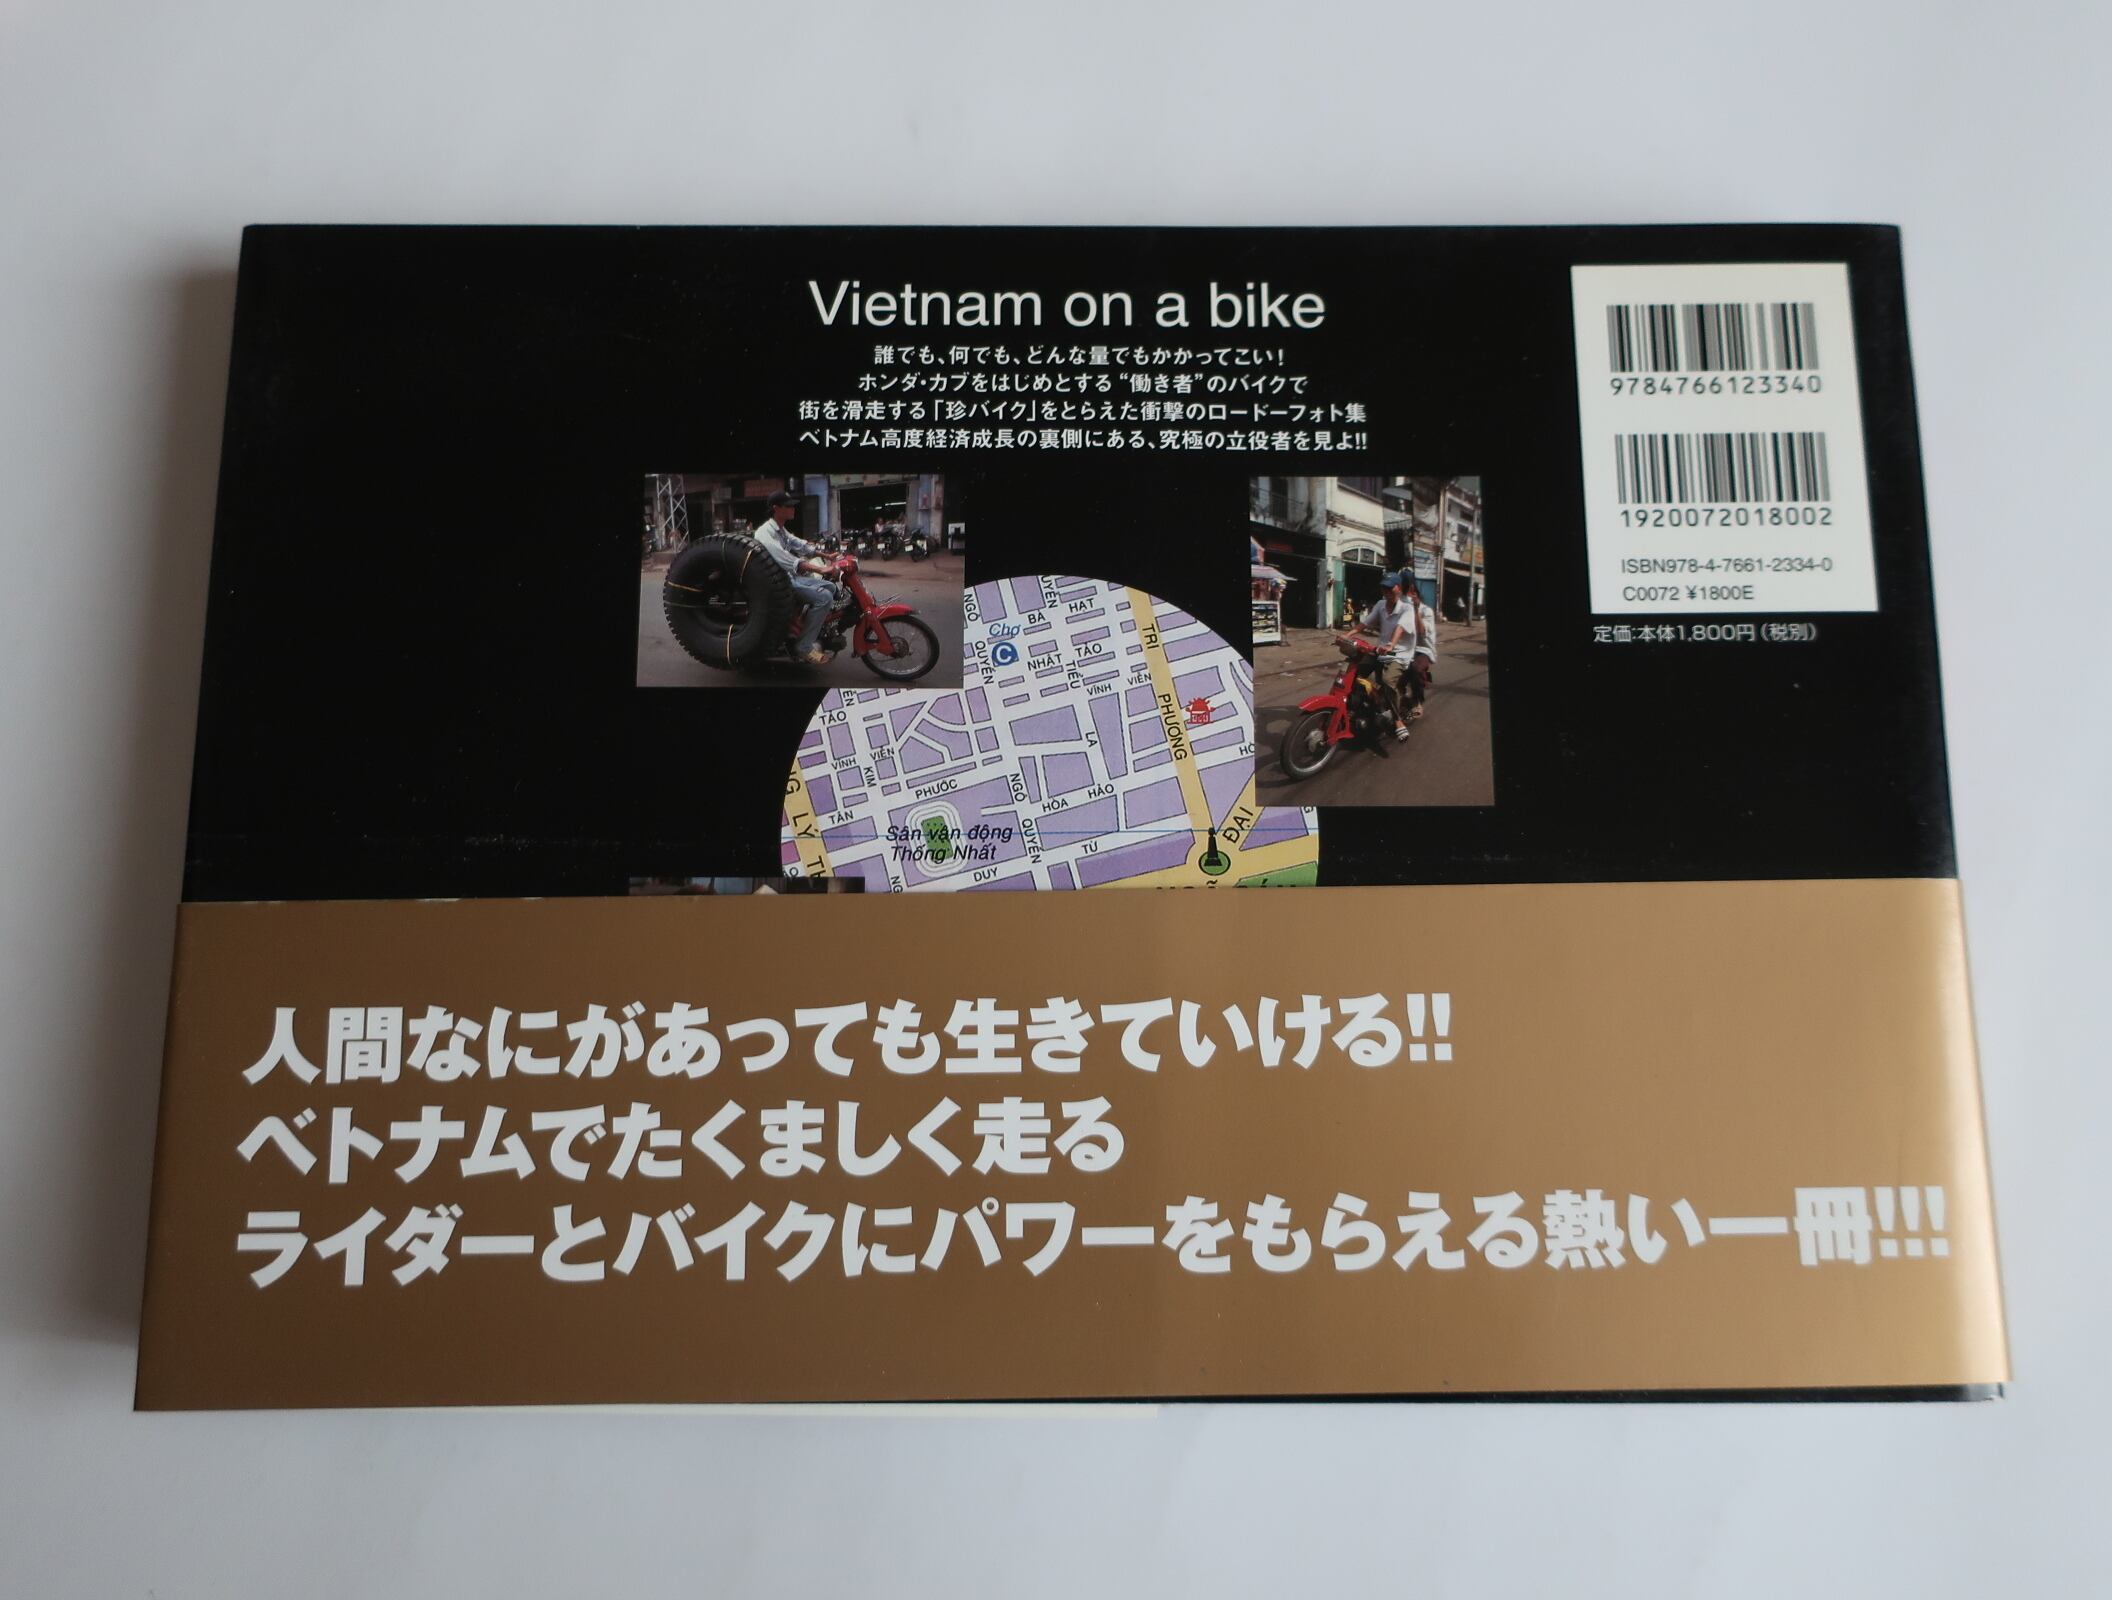 Vietnam on a bike
誰でも、何でも、どんな量でもかかってこい!
ホンダ・カブをはじめとする“働き者”のバイクで
街を滑走する「珍バイク」をとらえた衝撃のロードーフォト集
ベトナム高度経済成長の裏側にある、究極の立役者を見よ!!
9784766123340
1920072018002
ISBN978-4-7661-2334-0
C0072 ¥1800E
定価:本体1,800円(税別)
NGÔ
QUYỀN
QUYỀN
BÀ
HẠT
Chợ
C
NHẬT
TẢO
TIỂU
LA
VĨNH
VIỄN
TRI
PHƯƠNG
TẢO
VĨNH
VIỄN
KIM
PHƯỚC
HÒA
HẢO
NGÔ
QUYỀN
TÂN
LÝ
Sân vận động
Thống Nhất
DUY
TỪ
ĐẠI
人間なにがあっても生きていける!!
ベトナムでたくましく走る
ライダーとバイクにパワーをもらえる熱い一冊!!!